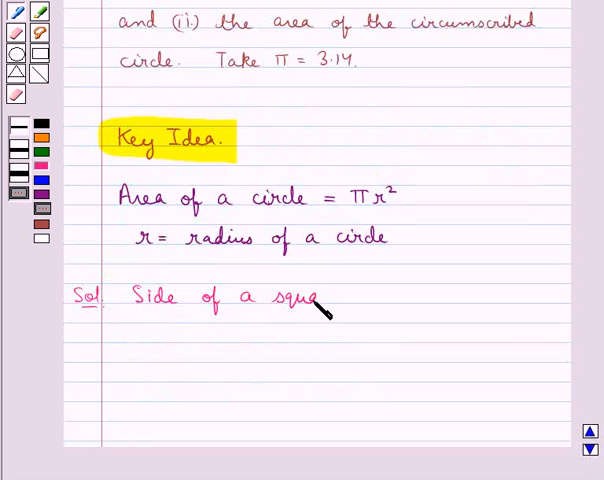 and (ii) the area of the circumscribed
circle. Take π = 3.14.
Key Idea.
Area of a circle = πr²
r = radius of a circle
Sol. Side of a squa